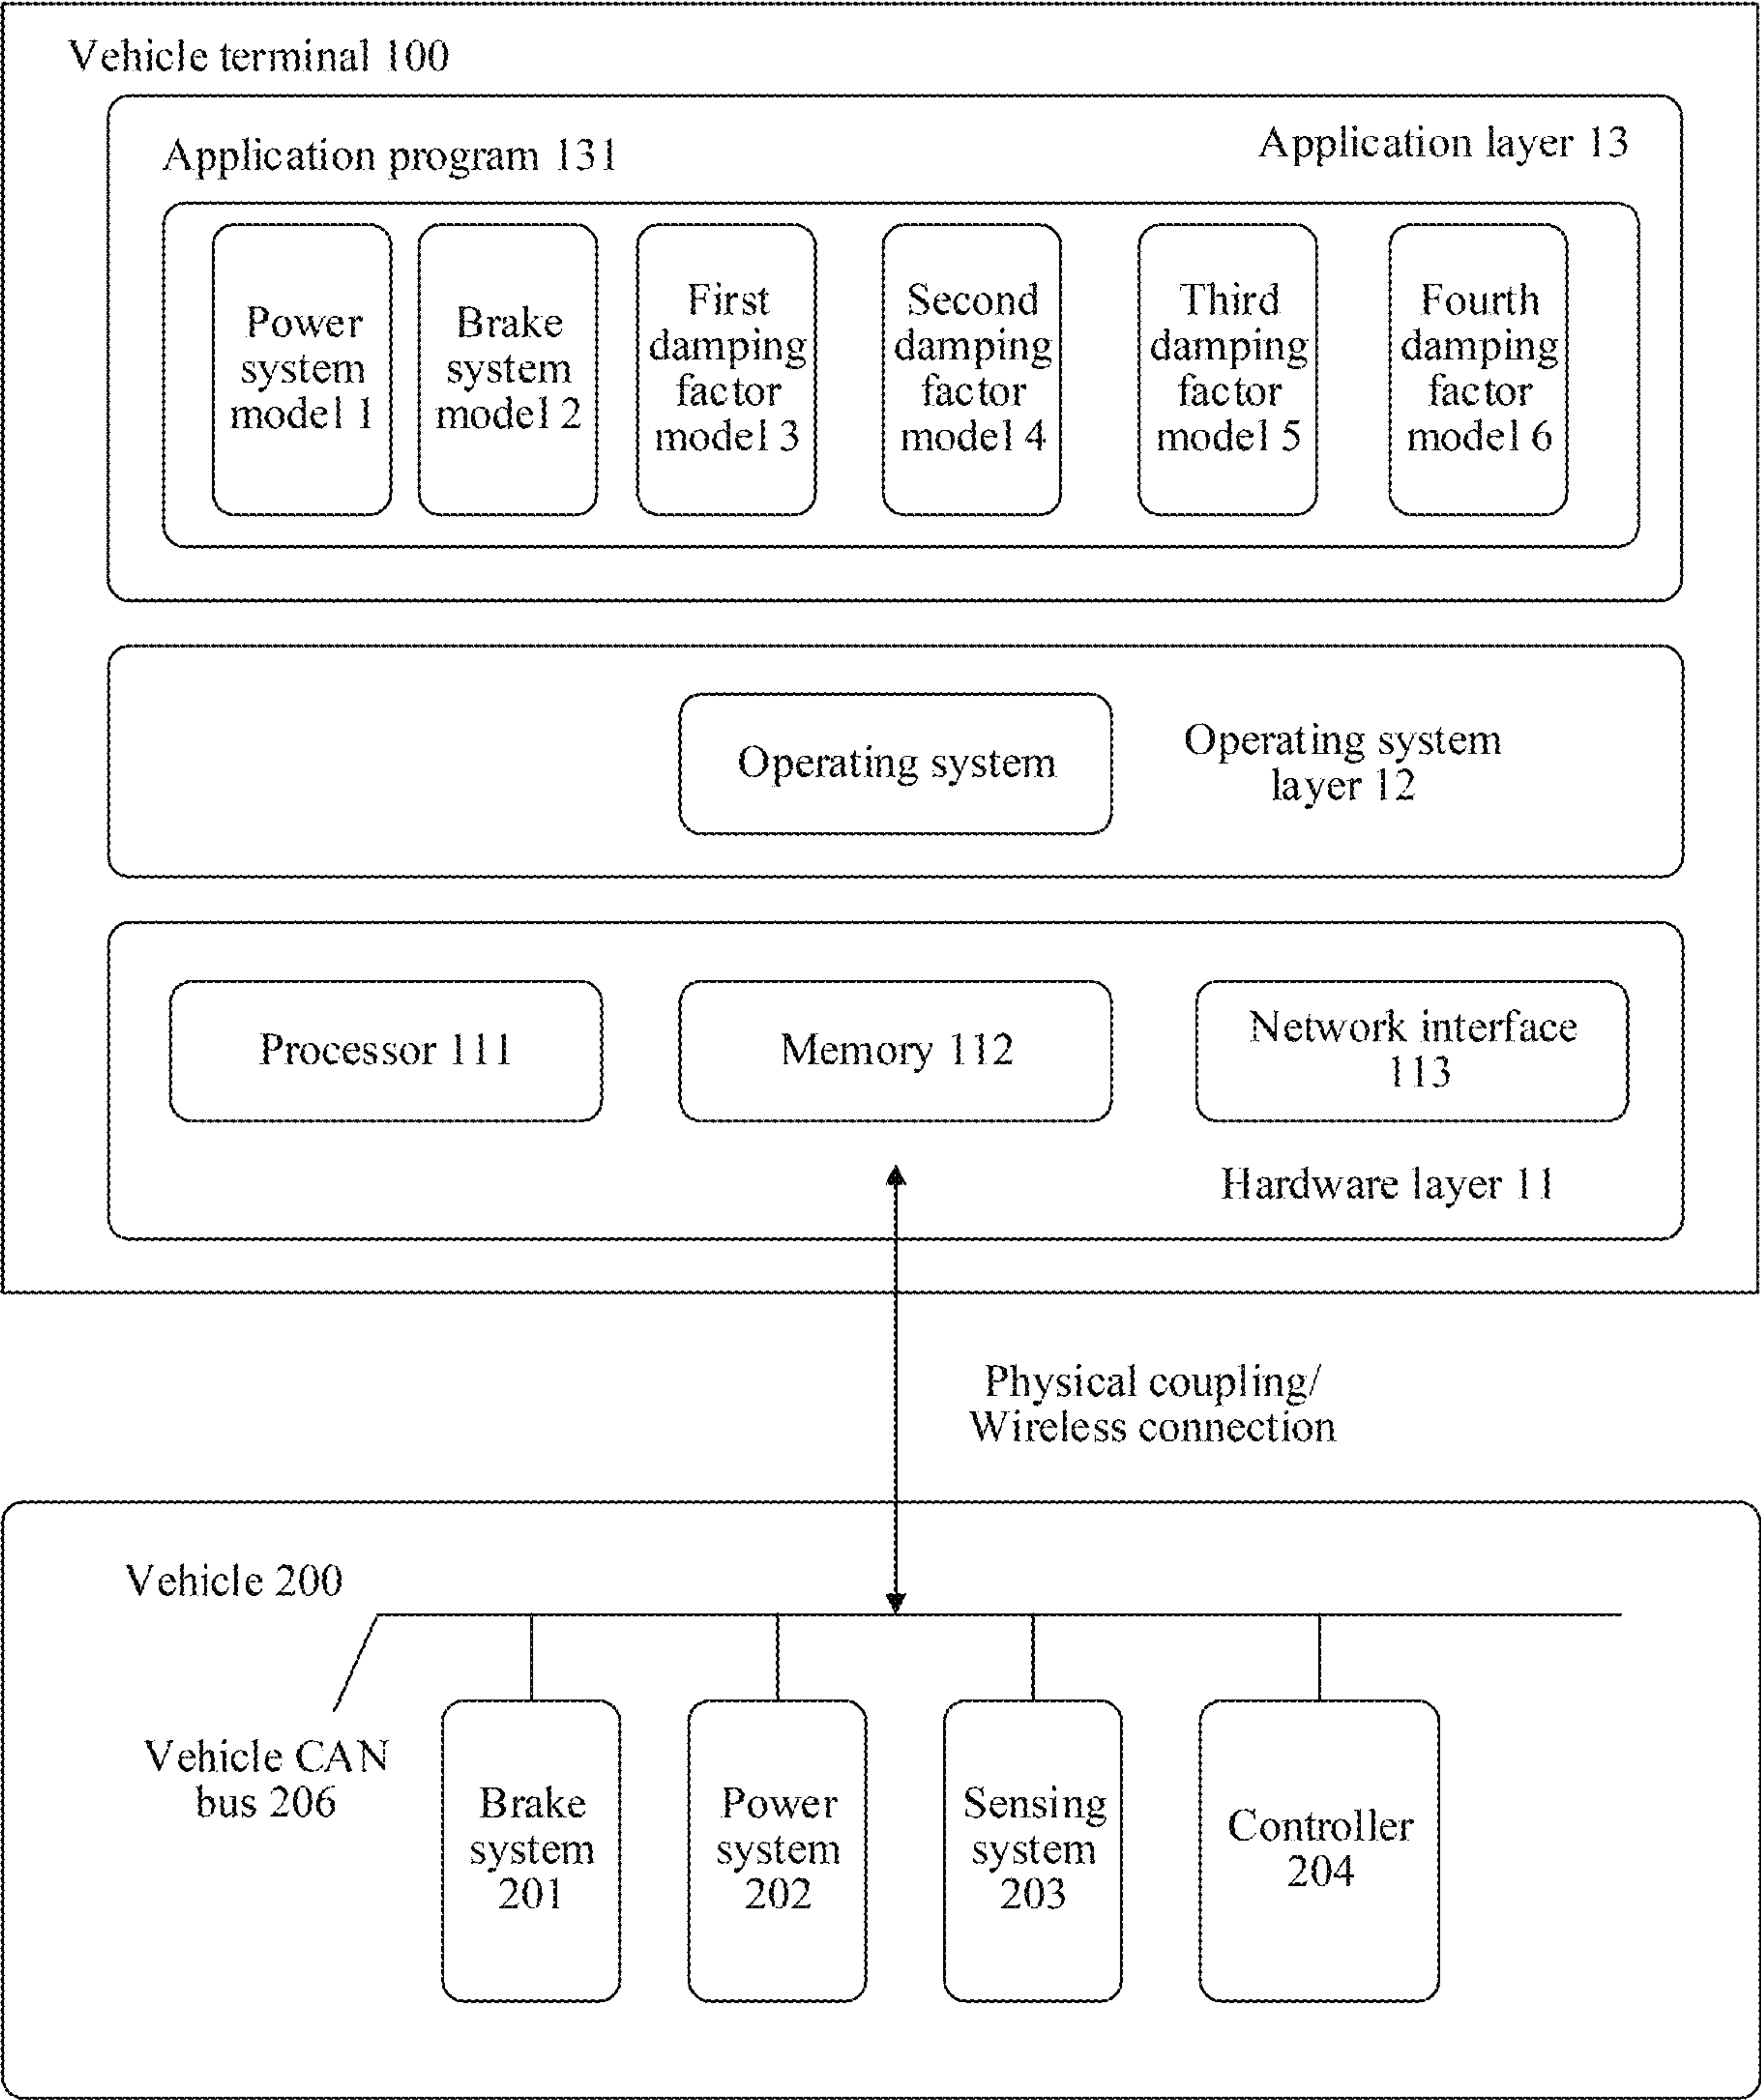 Vehicle terminal 100
Application program 131
Application layer 13
Power
system
model 1
Brake
system
model 2
First
damping
factor
model 3
Second
damping
factor
model 4
Third
damping
factor
model 5
Fourth
damping
factor
model 6
Operating system
Operating system
layer 12
Processor 111
Memory 112
Network interface
113
Hardware layer 11
Physical coupling/
Wireless connection
Vehicle 200
Vehicle CAN
bus 206
Brake
system
201
Power
system
202
Sensing
system
203
Controller
204